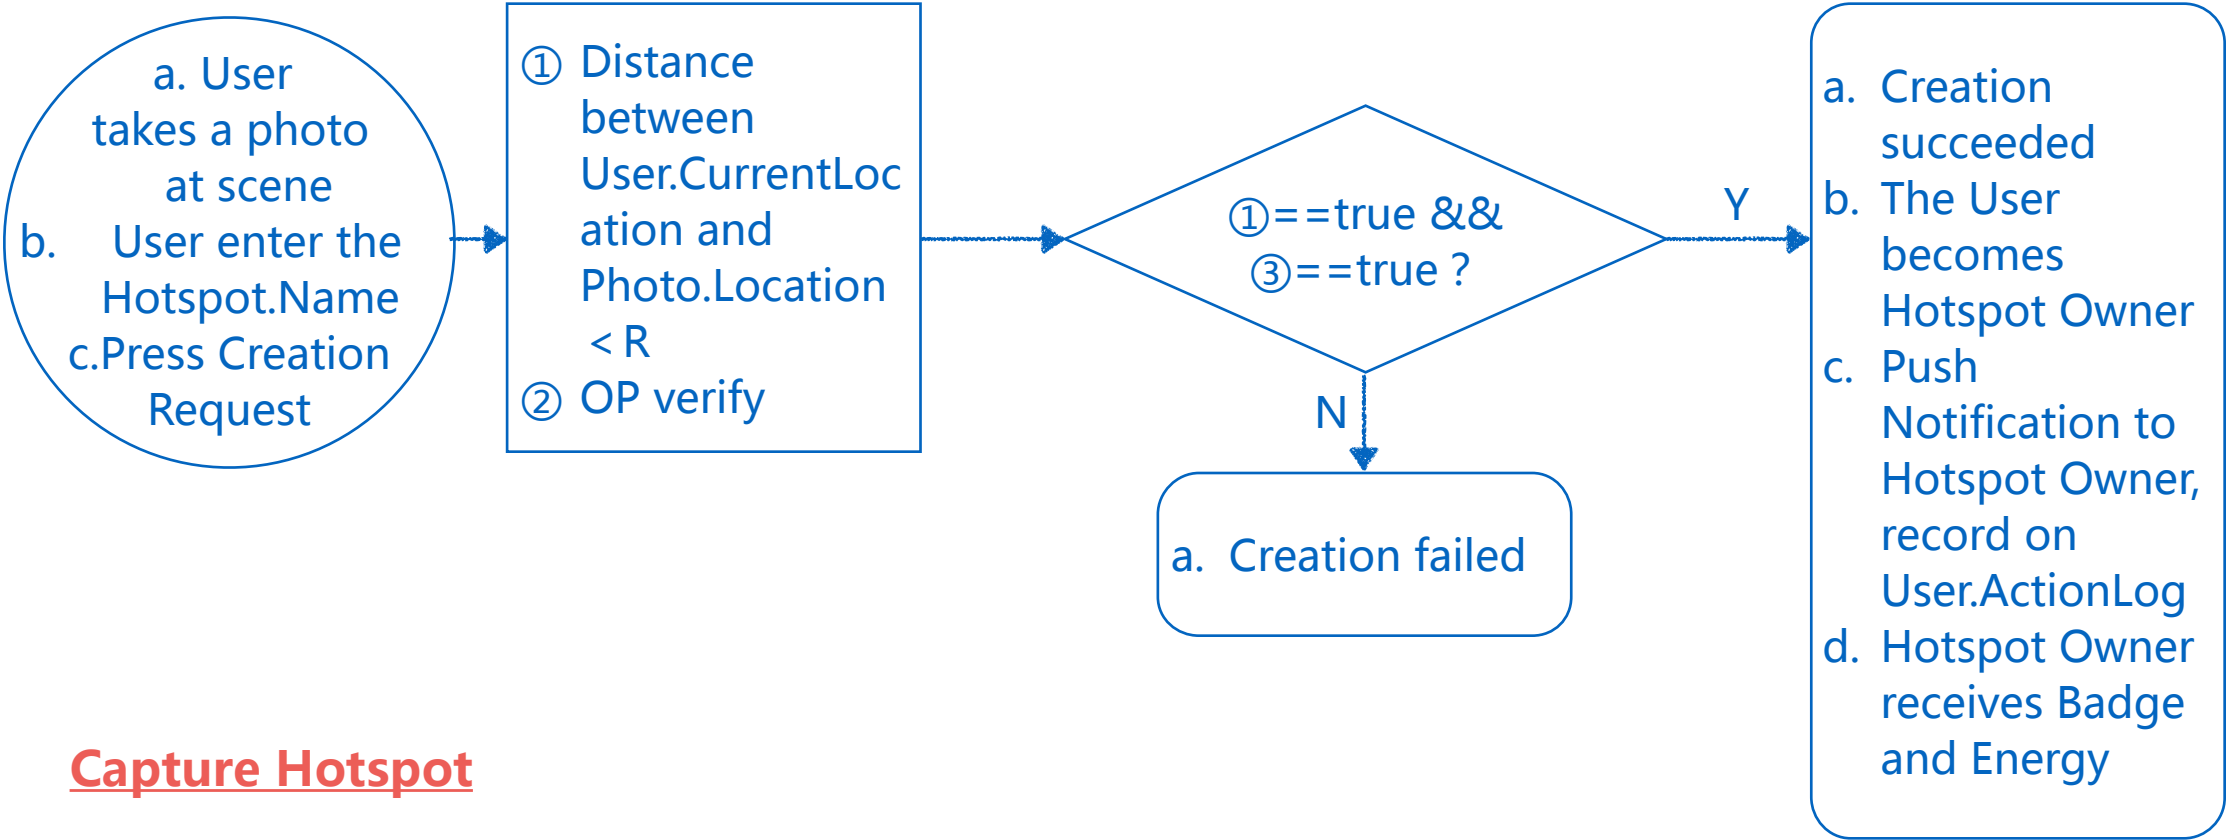 a. User
takes a photo
at scene
b. User enter the
Hotspot.Name
c.Press Creation
Request
① Distance
between
User.CurrentLoc
ation and
Photo.Location
< R
② OP verify
①==true &&
③==true ?
Y
N
a. Creation failed
a. Creation
succeeded
b. The User
becomes
Hotspot Owner
c. Push
Notification to
Hotspot Owner,
record on
User.ActionLog
d. Hotspot Owner
receives Badge
and Energy
Capture Hotspot